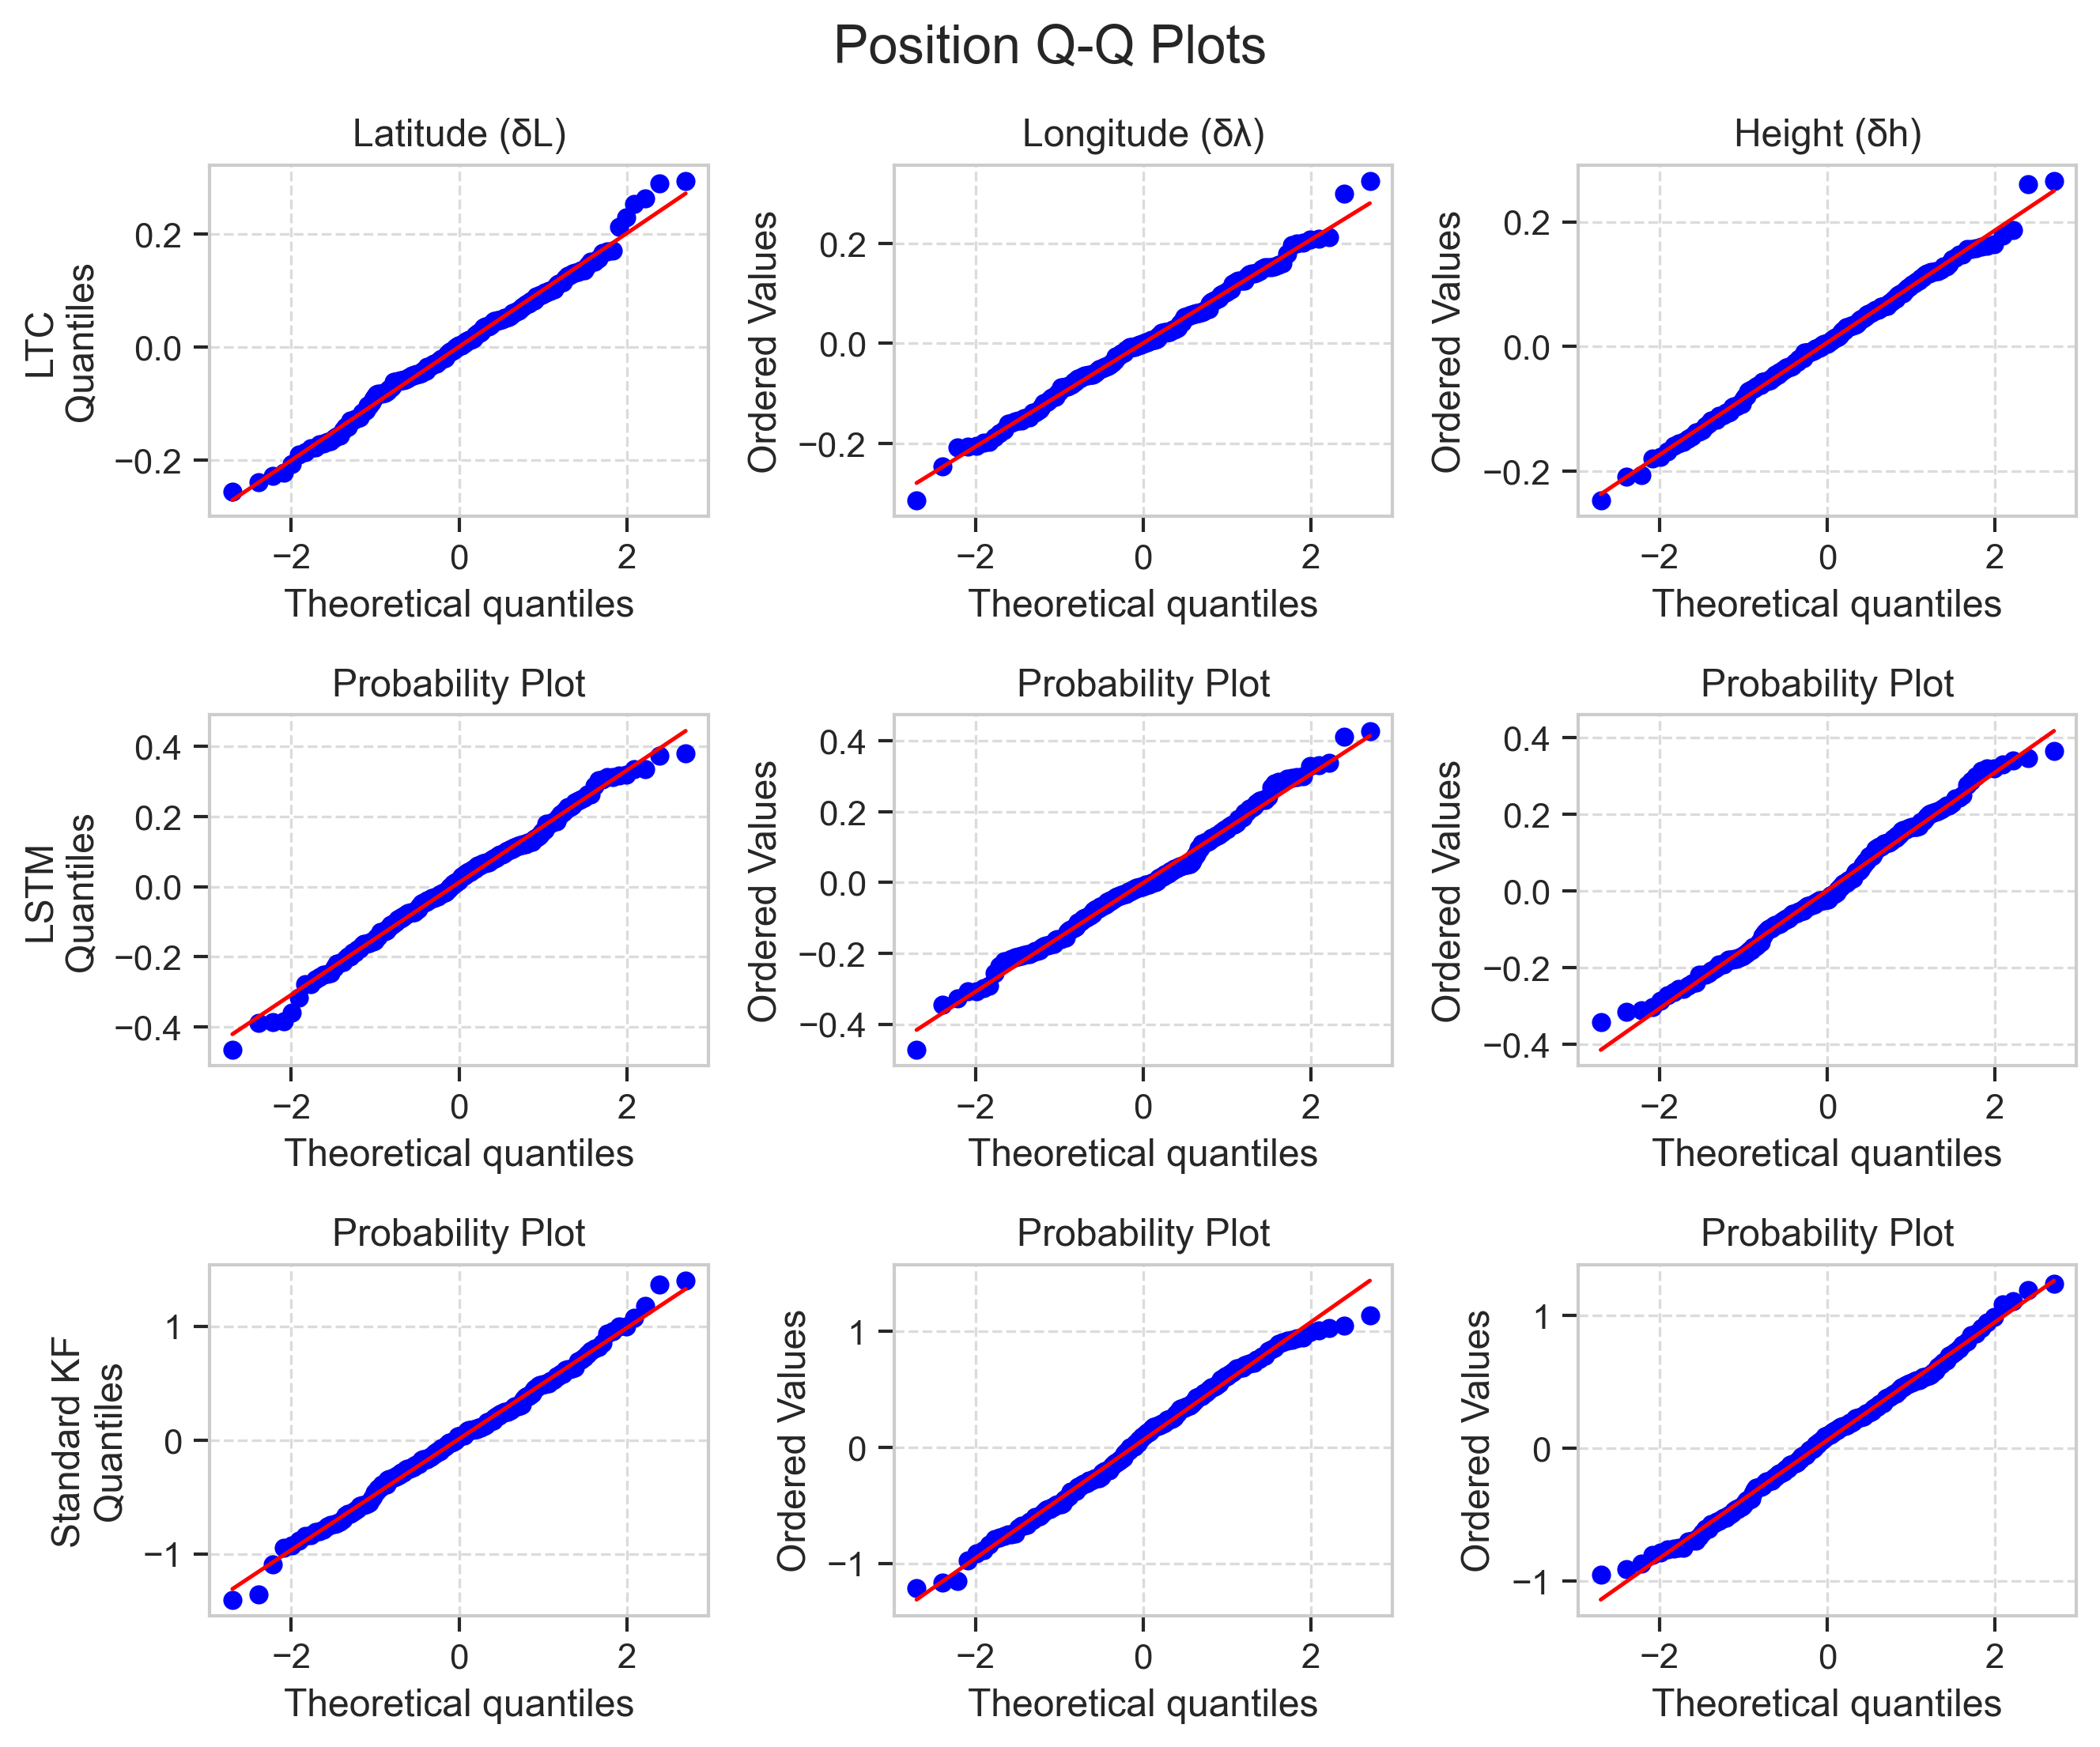 Position Q-Q Plots
Latitude (δL)
Longitude (δλ)
Height (δh)
LTC
Quantiles
0.2
0.0
−0.2
−2
0
2
Theoretical quantiles
Ordered Values
0.2
0.0
−0.2
−2
0
2
Theoretical quantiles
Ordered Values
0.2
0.0
−0.2
−2
0
2
Theoretical quantiles
Probability Plot
Probability Plot
Probability Plot
LSTM
Quantiles
0.4
0.2
0.0
−0.2
−0.4
−2
0
2
Theoretical quantiles
Ordered Values
0.4
0.2
0.0
−0.2
−0.4
−2
0
2
Theoretical quantiles
Ordered Values
0.4
0.2
0.0
−0.2
−0.4
−2
0
2
Theoretical quantiles
Probability Plot
Probability Plot
Probability Plot
Standard KF
Quantiles
1
0
−1
−2
0
2
Theoretical quantiles
Ordered Values
1
0
−1
−2
0
2
Theoretical quantiles
Ordered Values
1
0
−1
−2
0
2
Theoretical quantiles